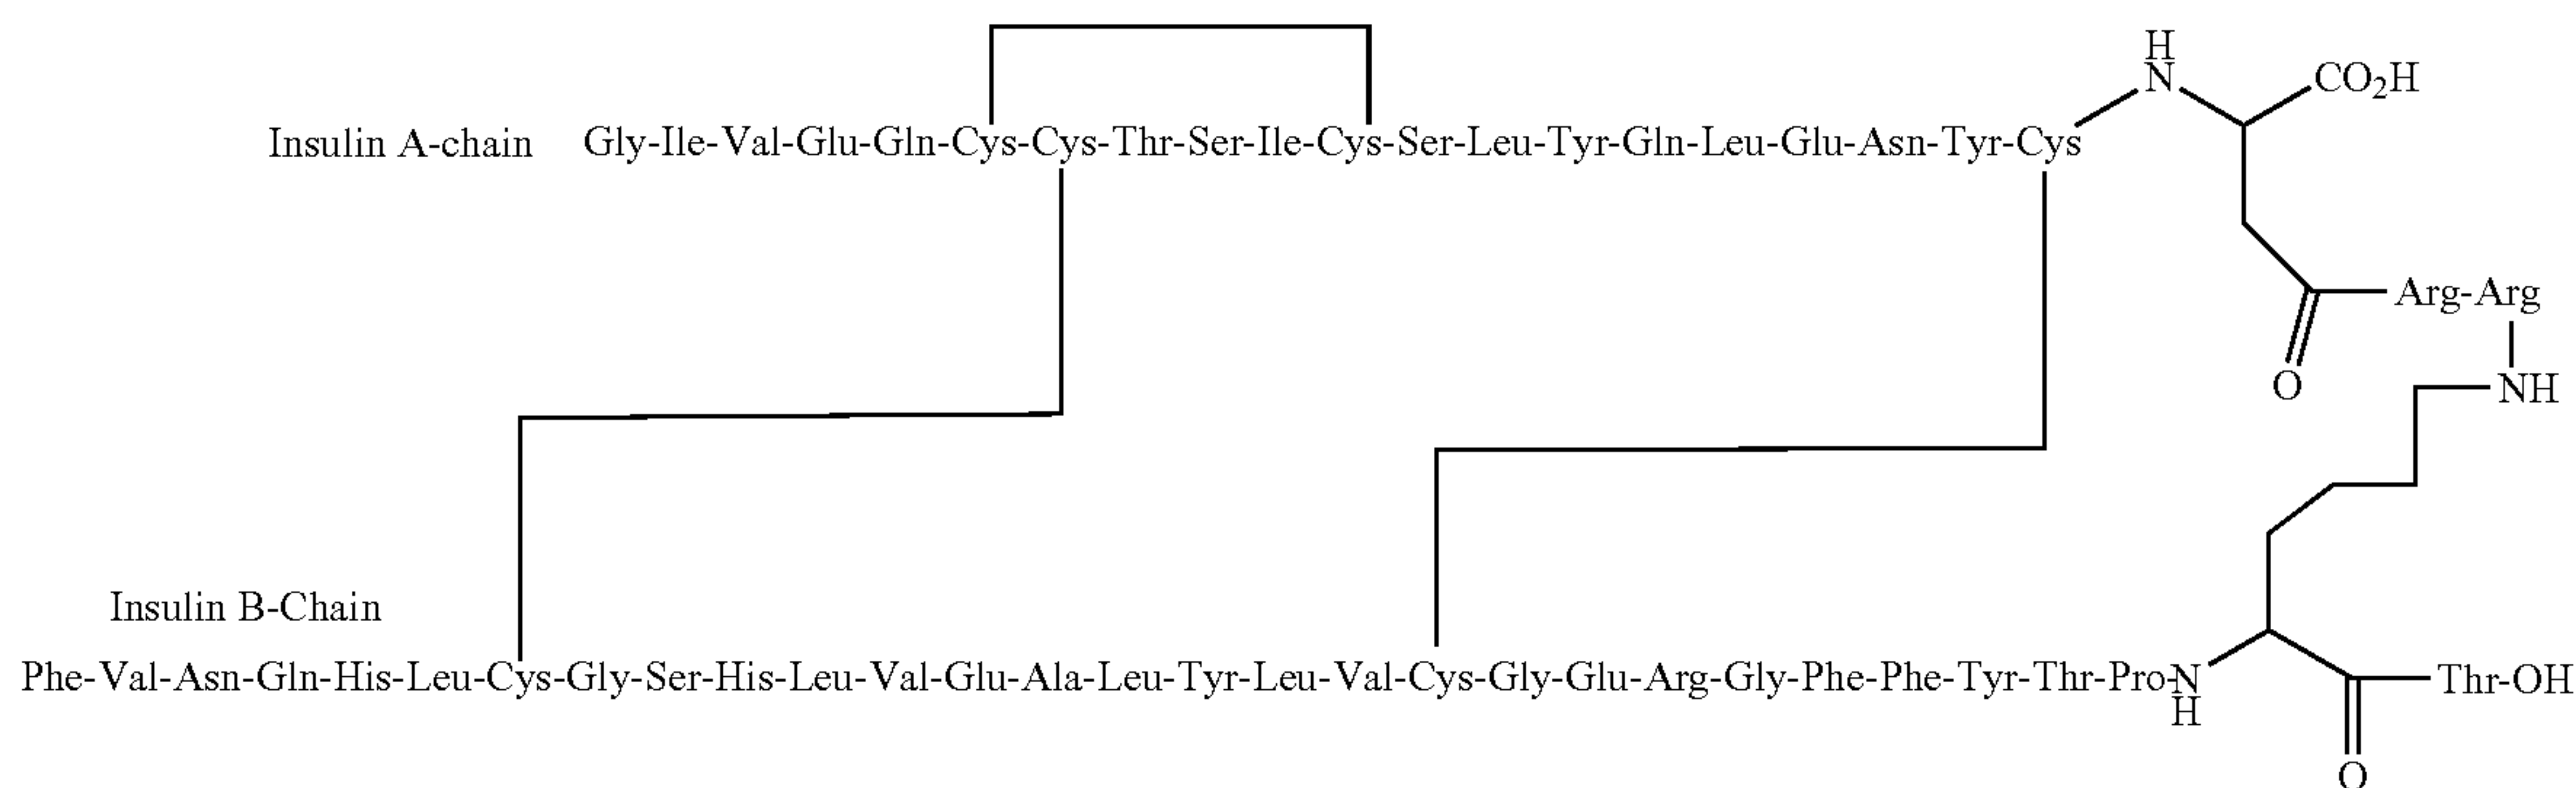 H
N
CO₂H
Insulin A-chain Gly-Ile-Val-Glu-Gln-Cys-Cys-Thr-Ser-Ile-Cys-Ser-Leu-Tyr-Gln-Leu-Glu-Asn-Tyr-Cys
Arg-Arg
O
NH
Insulin B-Chain
Phe-Val-Asn-Gln-His-Leu-Cys-Gly-Ser-His-Leu-Val-Glu-Ala-Leu-Tyr-Leu-Val-Cys-Gly-Glu-Arg-Gly-Phe-Phe-Tyr-Thr-Pro-N Thr-OH
H
O